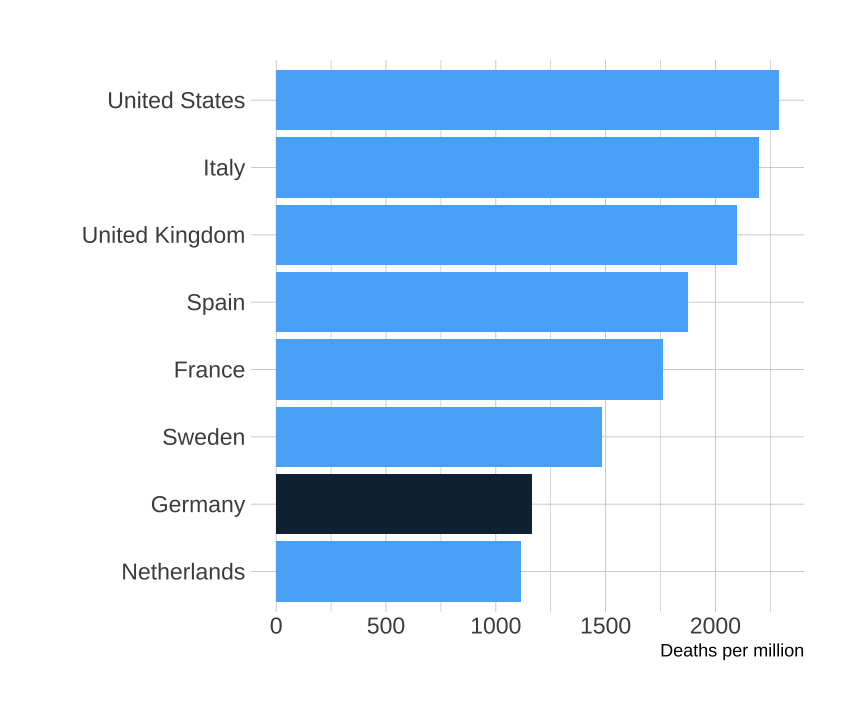 United States
Italy
United Kingdom
Spain
France
Sweden
Germany
Netherlands
0 500 1000 1500 2000
Deaths per million